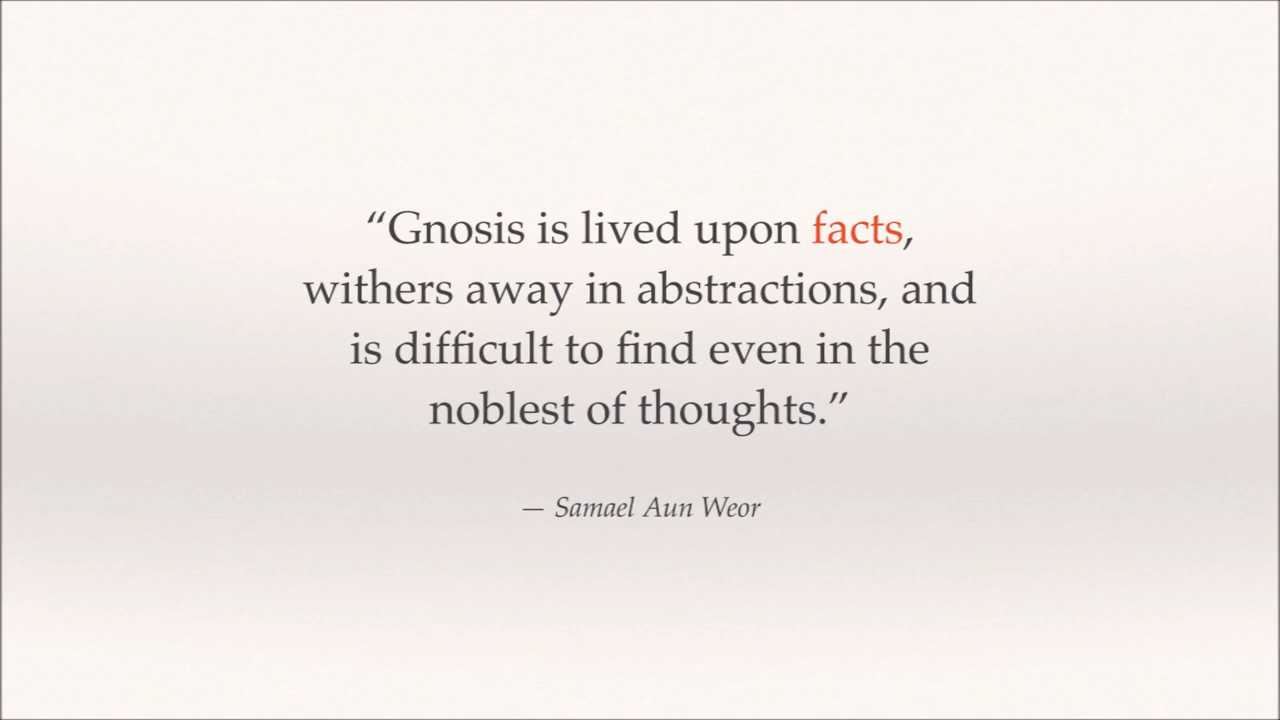 “Gnosis is lived upon facts,
withers away in abstractions, and
is difficult to find even in the
noblest of thoughts.”
— Samael Aun Weor